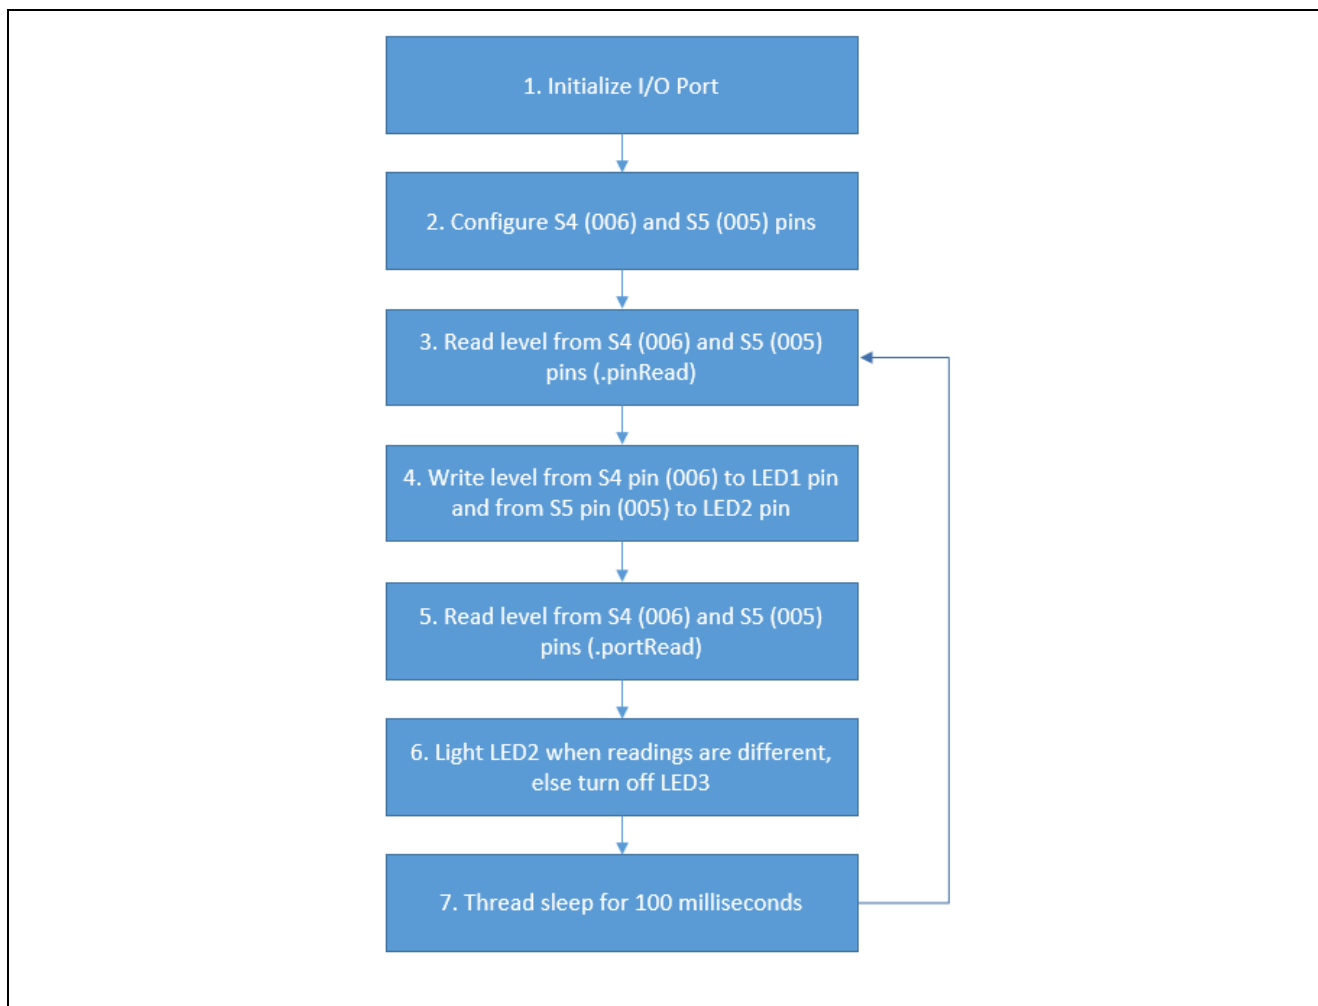 1. Initialize I/O Port
2. Configure S4 (006) and S5 (005) pins
3. Read level from S4 (006) and S5 (005)
pins (.pinRead)
4. Write level from S4 pin (006) to LED1 pin
and from S5 pin (005) to LED2 pin
5. Read level from S4 (006) and S5 (005)
pins (.portRead)
6. Light LED2 when readings are different,
else turn off LED3
7. Thread sleep for 100 milliseconds